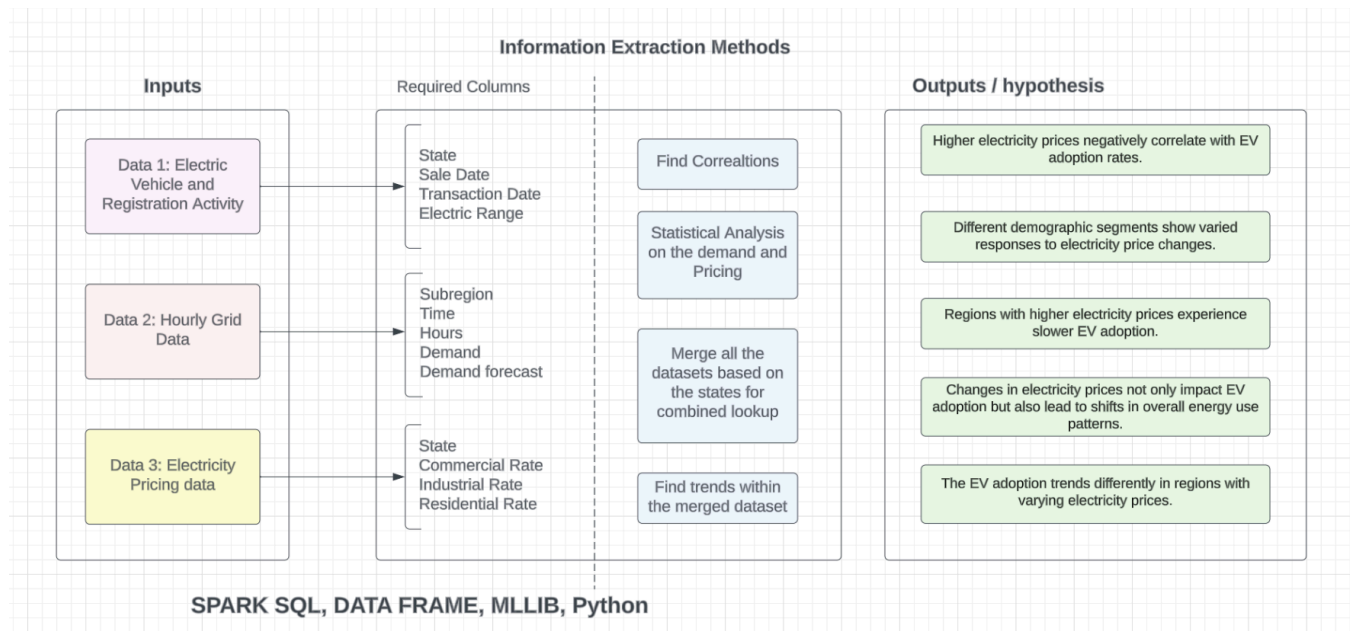 Information Extraction Methods
Inputs
Required Columns
Outputs / hypothesis
Data 1: Electric
Vehicle and
Registration Activity
State
Sale Date
Transaction Date
Electric Range
Data 2: Hourly Grid
Data
Subregion
Time
Hours
Demand
Demand forecast
Data 3: Electricity
Pricing data
State
Commercial Rate
Industrial Rate
Residential Rate
Find Correaltions
Statistical Analysis
on the demand and
Pricing
Merge all the
datasets based on
the states for
combined lookup
Find trends within
the merged dataset
Higher electricity prices negatively correlate with EV
adoption rates.
Different demographic segments show varied
responses to electricity price changes.
Regions with higher electricity prices experience
slower EV adoption.
Changes in electricity prices not only impact EV
adoption but also lead to shifts in overall energy use
patterns.
The EV adoption trends differently in regions with
varying electricity prices.
SPARK SQL, DATA FRAME, MLLIB, Python